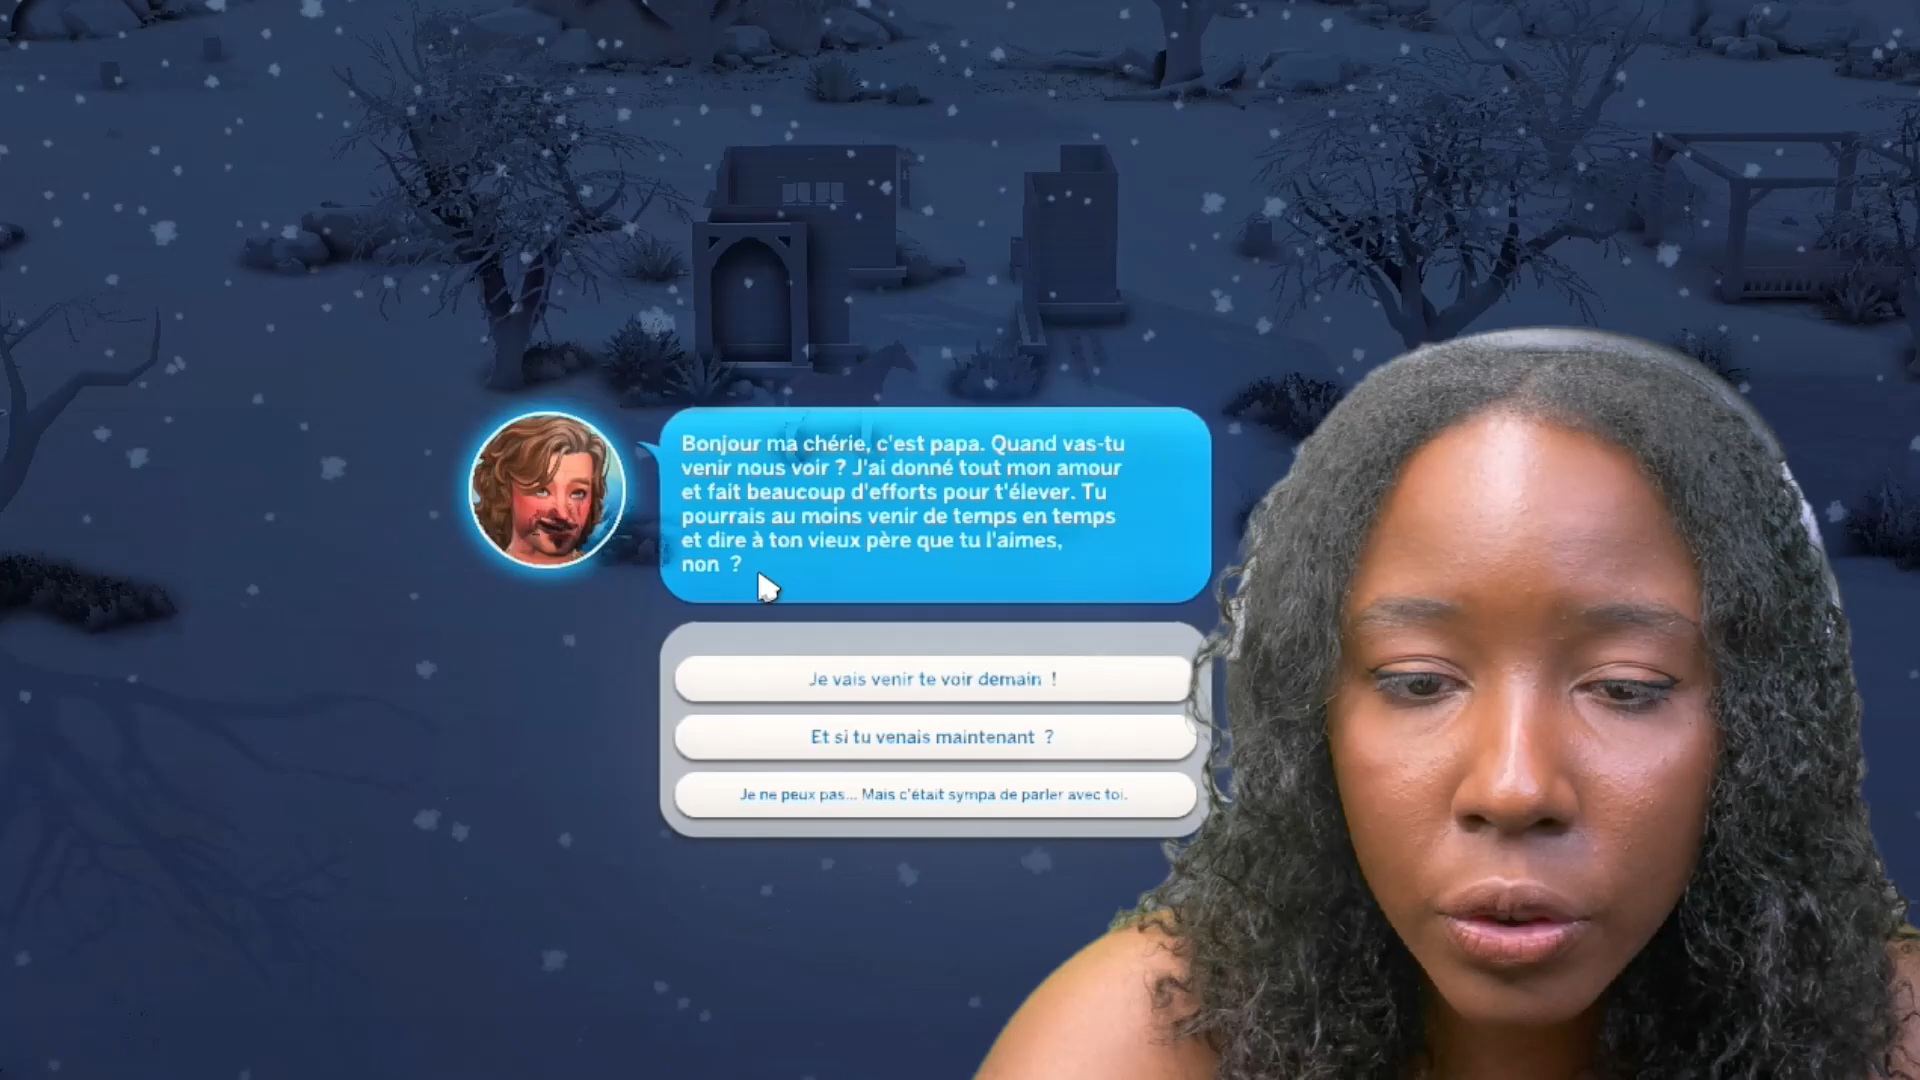 Bonjour ma chérie, c'est papa. Quand vas-tu
venir nous voir ? J'ai donné tout mon amour
et fait beaucoup d'efforts pour t'élever. Tu
pourrais au moins venir de temps en temps
et dire à ton vieux père que tu l'aimes,
non ?
Je vais venir te voir demain !
Et si tu venais maintenant ?
Je ne peux pas... Mais c'était sympa de parler avec toi.